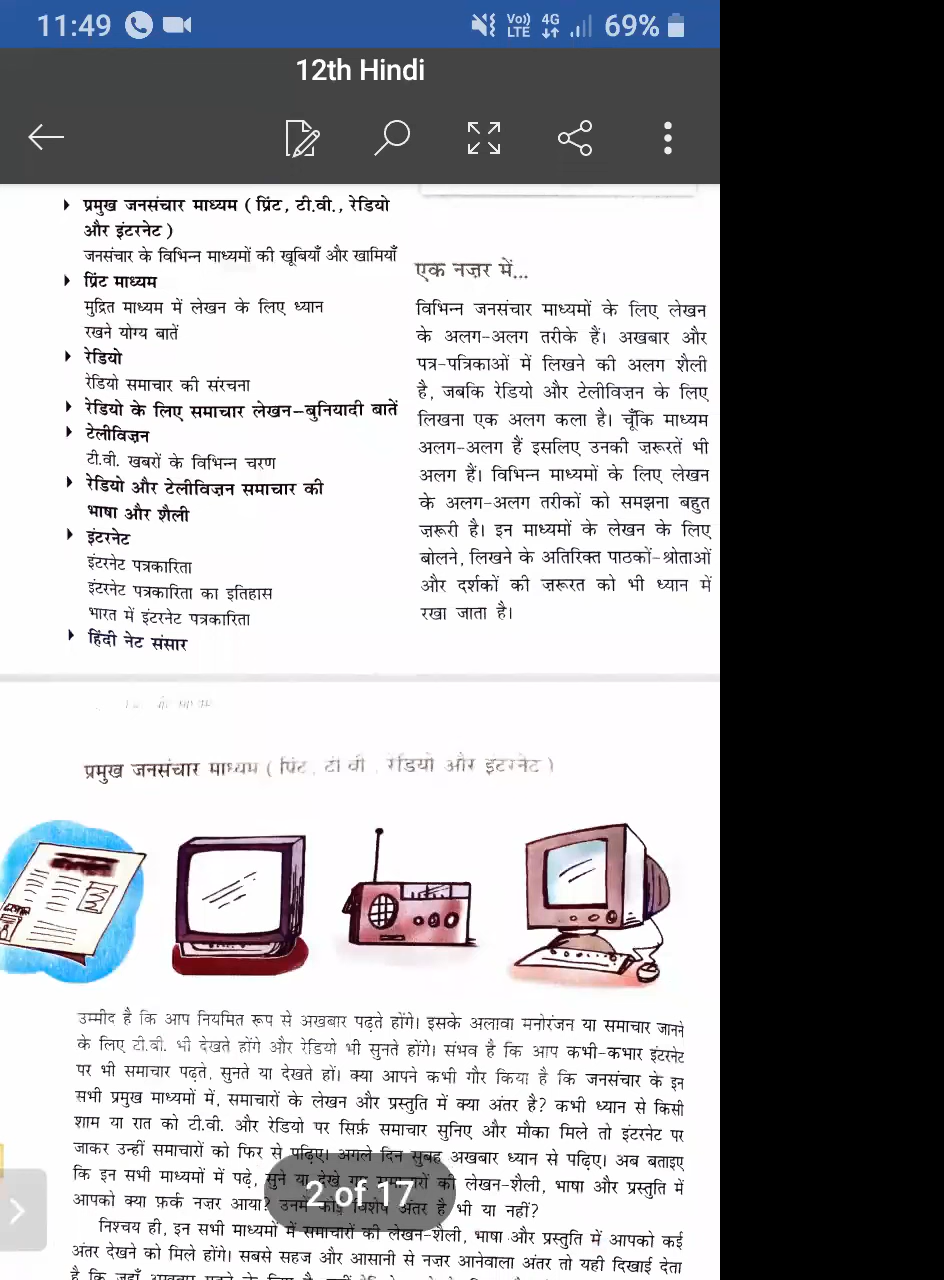 11:49
Vo)) LTE 4G 69%
12th Hindi
प्रमुख जनसंचार माध्यम ( प्रिंट, टी.वी., रेडियो
और इंटरनेट )
जनसंचार के विभिन्न माध्यमों की खूबियाँ और खामियाँ
प्रिंट माध्यम
मुद्रित माध्यम में लेखन के लिए ध्यान
रखने योग्य बातें
रेडियो
रेडियो समाचार की संरचना
रेडियो के लिए समाचार लेखन–बुनियादी बातें
टेलीविज़न
टी.वी. खबरों के विभिन्न चरण
रेडियो और टेलीविज़न समाचार की
भाषा और शैली
इंटरनेट
इंटरनेट पत्रकारिता
इंटरनेट पत्रकारिता का इतिहास
भारत में इंटरनेट पत्रकारिता
हिंदी नेट संसार
एक नज़र में...
विभिन्न जनसंचार माध्यमों के लिए लेखन
के अलग-अलग तरीके हैं। अखबार और
पत्र-पत्रिकाओं में लिखने की अलग शैली
है, जबकि रेडियो और टेलीविज़न के लिए
लिखना एक अलग कला है। चूँकि माध्यम
अलग-अलग हैं इसलिए उनकी ज़रूरतें भी
अलग हैं। विभिन्न माध्यमों के लिए लेखन
के अलग-अलग तरीकों को समझना बहुत
ज़रूरी है। इन माध्यमों के लेखन के लिए
बोलने, लिखने के अतिरिक्त पाठकों-श्रोताओं
और दर्शकों की ज़रूरत को भी ध्यान में
रखा जाता है।
प्रमुख जनसंचार माध्यम ( प्रिंट, टी वी , रेडियो और इंटरनेट )
उम्मीद है कि आप नियमित रूप से अखबार पढ़ते होंगे। इसके अलावा मनोरंजन या समाचार जानने
के लिए टी.वी. भी देखते होंगे और रेडियो भी सुनते होंगे। संभव है कि आप कभी-कभार इंटरनेट
पर भी समाचार पढ़ते, सुनते या देखते हों। क्या आपने कभी गौर किया है कि जनसंचार के इन
सभी प्रमुख माध्यमों में, समाचारों के लेखन और प्रस्तुति में क्या अंतर है? कभी ध्यान से किसी
शाम या रात को टी.वी. और रेडियो पर सिर्फ़ समाचार सुनिए और मौका मिले तो इंटरनेट पर
जाकर उन्हीं समाचारों को फिर से पढ़िए। अगले दिन सुबह अखबार ध्यान से पढ़िए। अब बताइए
कि इन सभी माध्यमों में पढ़े, सुने या देखे गए समाचारों की लेखन-शैली, भाषा और प्रस्तुति में
आपको क्या फ़र्क नज़र आया? उनमें कोई विशेष अंतर है भी या नहीं?
2 of 17
निश्चय ही, इन सभी माध्यमों में समाचारों की लेखन-शैली, भाषा और प्रस्तुति में आपको कई
अंतर देखने को मिले होंगे। सबसे सहज और आसानी से नज़र आनेवाला अंतर तो यही दिखाई देता